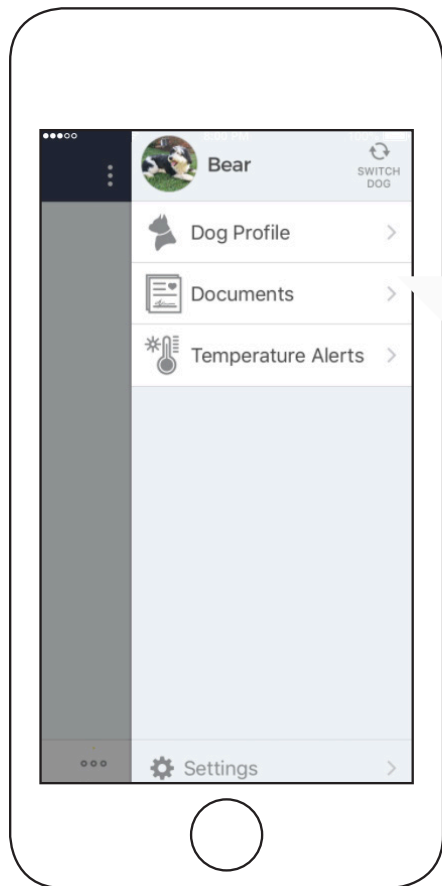 Bear
SWITCH
DOG
Dog Profile
Documents
Temperature Alerts
Settings